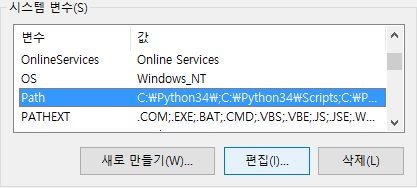 시스템 변수(S)
변수 값
OnlineServices Online Services
OS Windows_NT
Path C:₩Python34₩;C:₩Python34₩Scripts;C:₩P...
PATHEXT .COM;.EXE;.BAT;.CMD;.VBS;.VBE;.JS;.JSE;.W...
새로 만들기(W)... 편집(I)... 삭제(L)